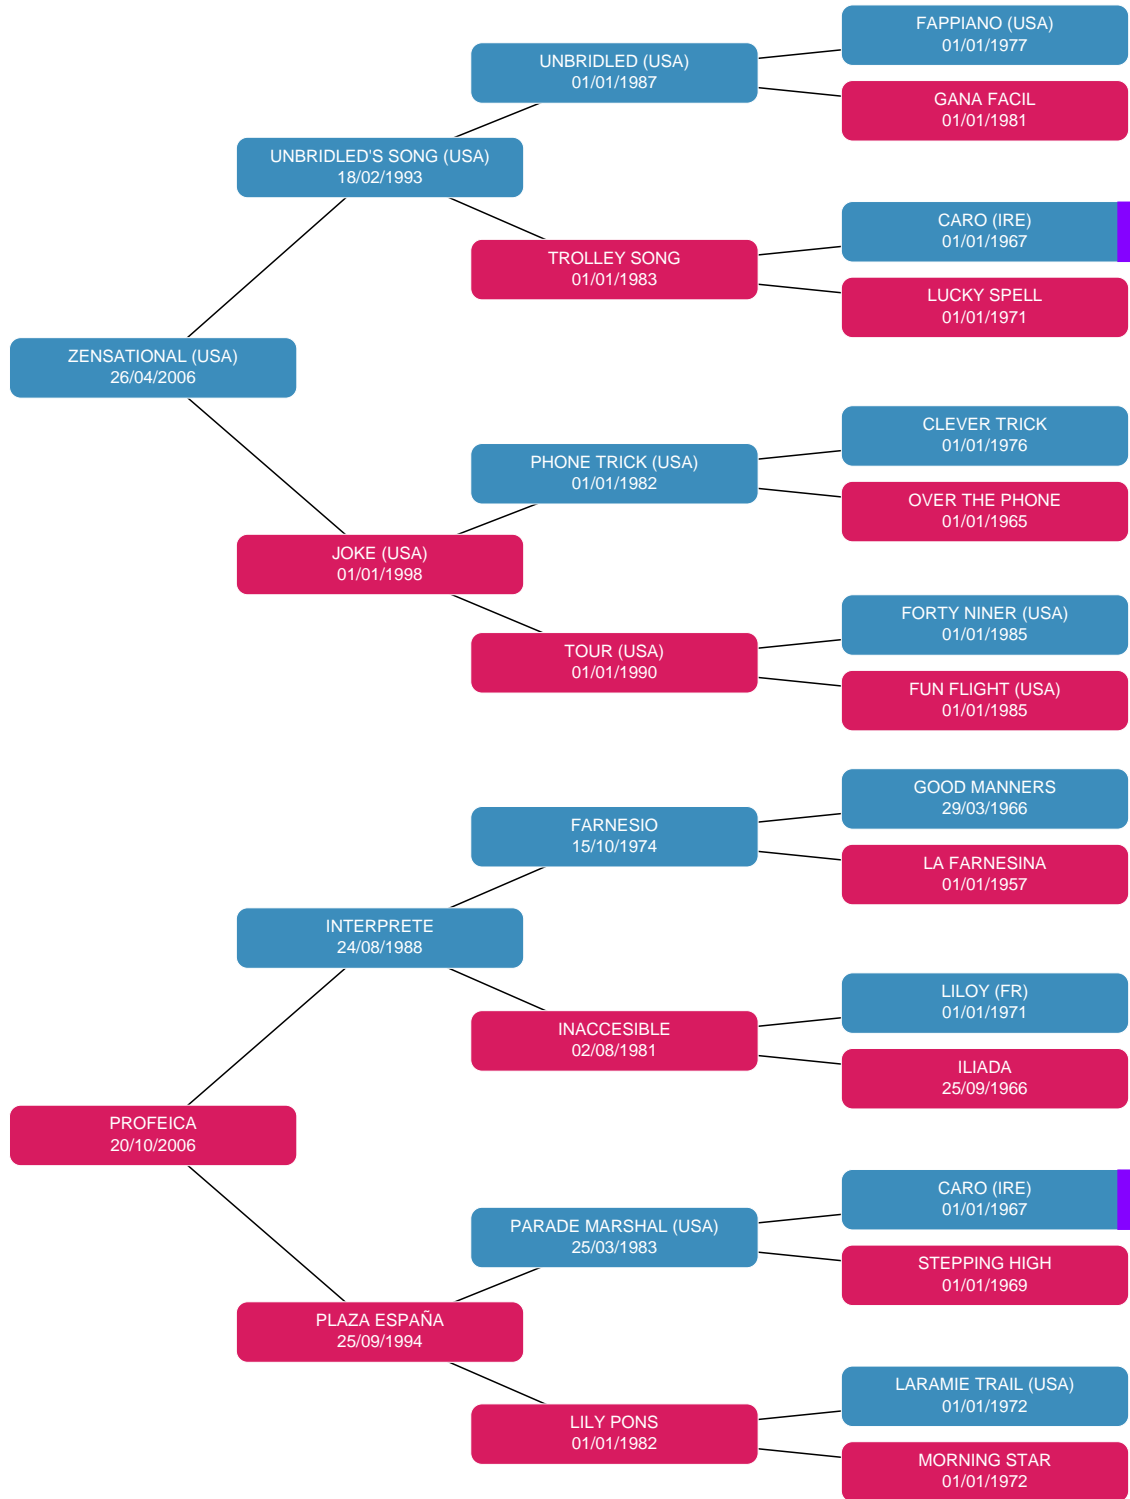 FAPPIANO (USA)
01/01/1977
UNBRIDLED (USA)
01/01/1987
GANA FACIL
01/01/1981
UNBRIDLED'S SONG (USA)
18/02/1993
CARO (IRE)
01/01/1967
TROLLEY SONG
01/01/1983
LUCKY SPELL
01/01/1971
ZENSATIONAL (USA)
26/04/2006
CLEVER TRICK
01/01/1976
PHONE TRICK (USA)
01/01/1982
OVER THE PHONE
01/01/1965
JOKE (USA)
01/01/1998
FORTY NINER (USA)
01/01/1985
TOUR (USA)
01/01/1990
FUN FLIGHT (USA)
01/01/1985
GOOD MANNERS
29/03/1966
FARNESIO
15/10/1974
LA FARNESINA
01/01/1957
INTERPRETE
24/08/1988
LILOY (FR)
01/01/1971
INACCESIBLE
02/08/1981
ILIADA
25/09/1966
PROFEICA
20/10/2006
CARO (IRE)
01/01/1967
PARADE MARSHAL (USA)
25/03/1983
STEPPING HIGH
01/01/1969
PLAZA ESPAÑA
25/09/1994
LARAMIE TRAIL (USA)
01/01/1972
LILY PONS
01/01/1982
MORNING STAR
01/01/1972